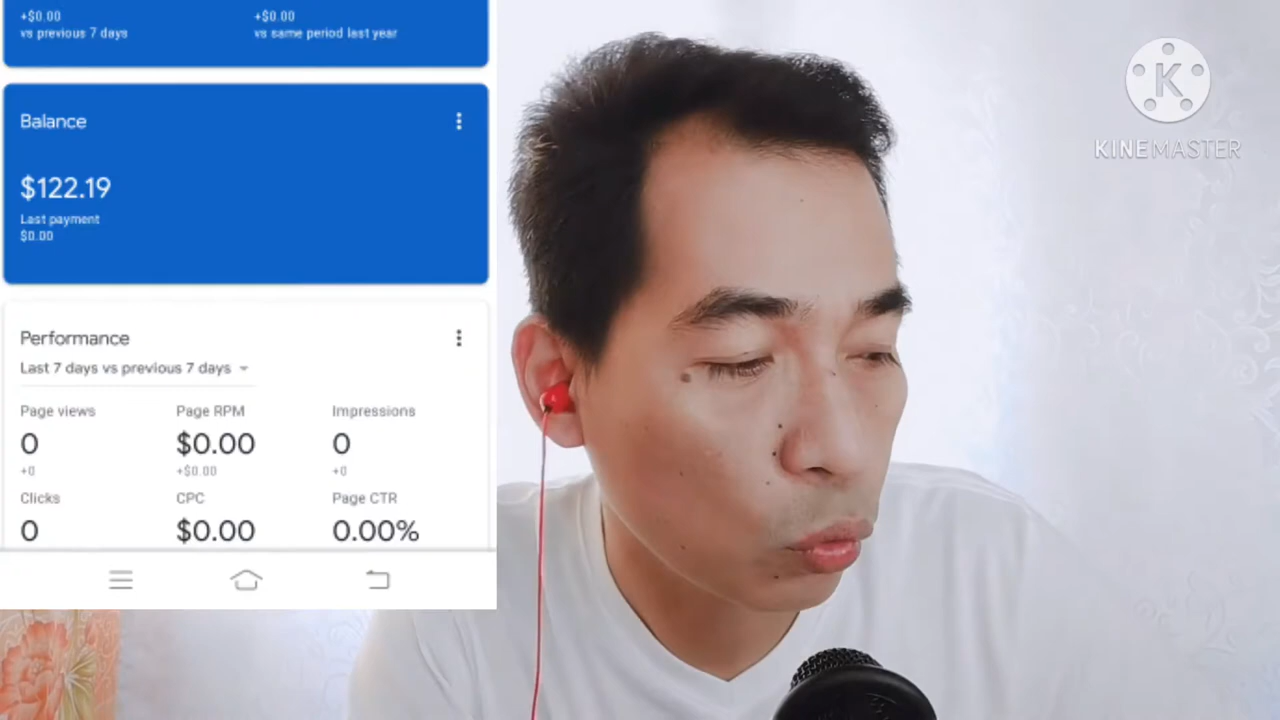 +$0.00
+$0.00
vs previous 7 days
vs same period last year
Balance
$122.19
Last payment
$0.00
Performance
Last 7 days vs previous 7 days
Page views
Page RPM
Impressions
0
$0.00
0
+0
+$0.00
+0
Clicks
CPC
Page CTR
0
$0.00
0.00%
K
KINEMASTER